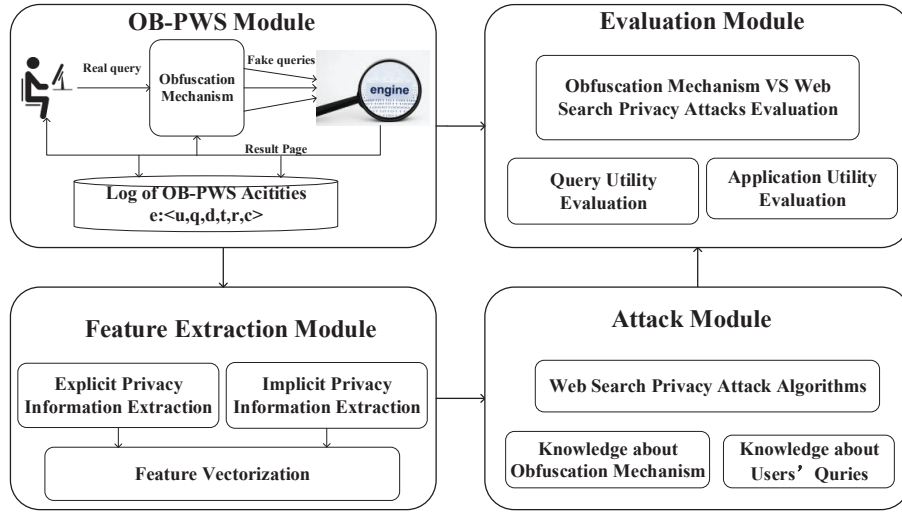 OB-PWS Module
Real query
Obfuscation
Mechanism
Fake queries
engine
Result Page
Log of OB-PWS Acitities
e:<u,q,d,t,r,c>
Evaluation Module
Obfuscation Mechanism VS Web
Search Privacy Attacks Evaluation
Query Utility
Evaluation
Application Utility
Evaluation
Feature Extraction Module
Explicit Privacy
Information Extraction
Implicit Privacy
Information Extraction
Feature Vectorization
Attack Module
Web Search Privacy Attack Algorithms
Knowledge about
Obfuscation Mechanism
Knowledge about
Users’ Quries